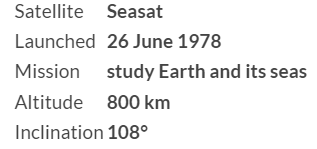 Satellite Seasat
Launched 26 June 1978
Mission study Earth and its seas
Altitude 800 km
Inclination 108°